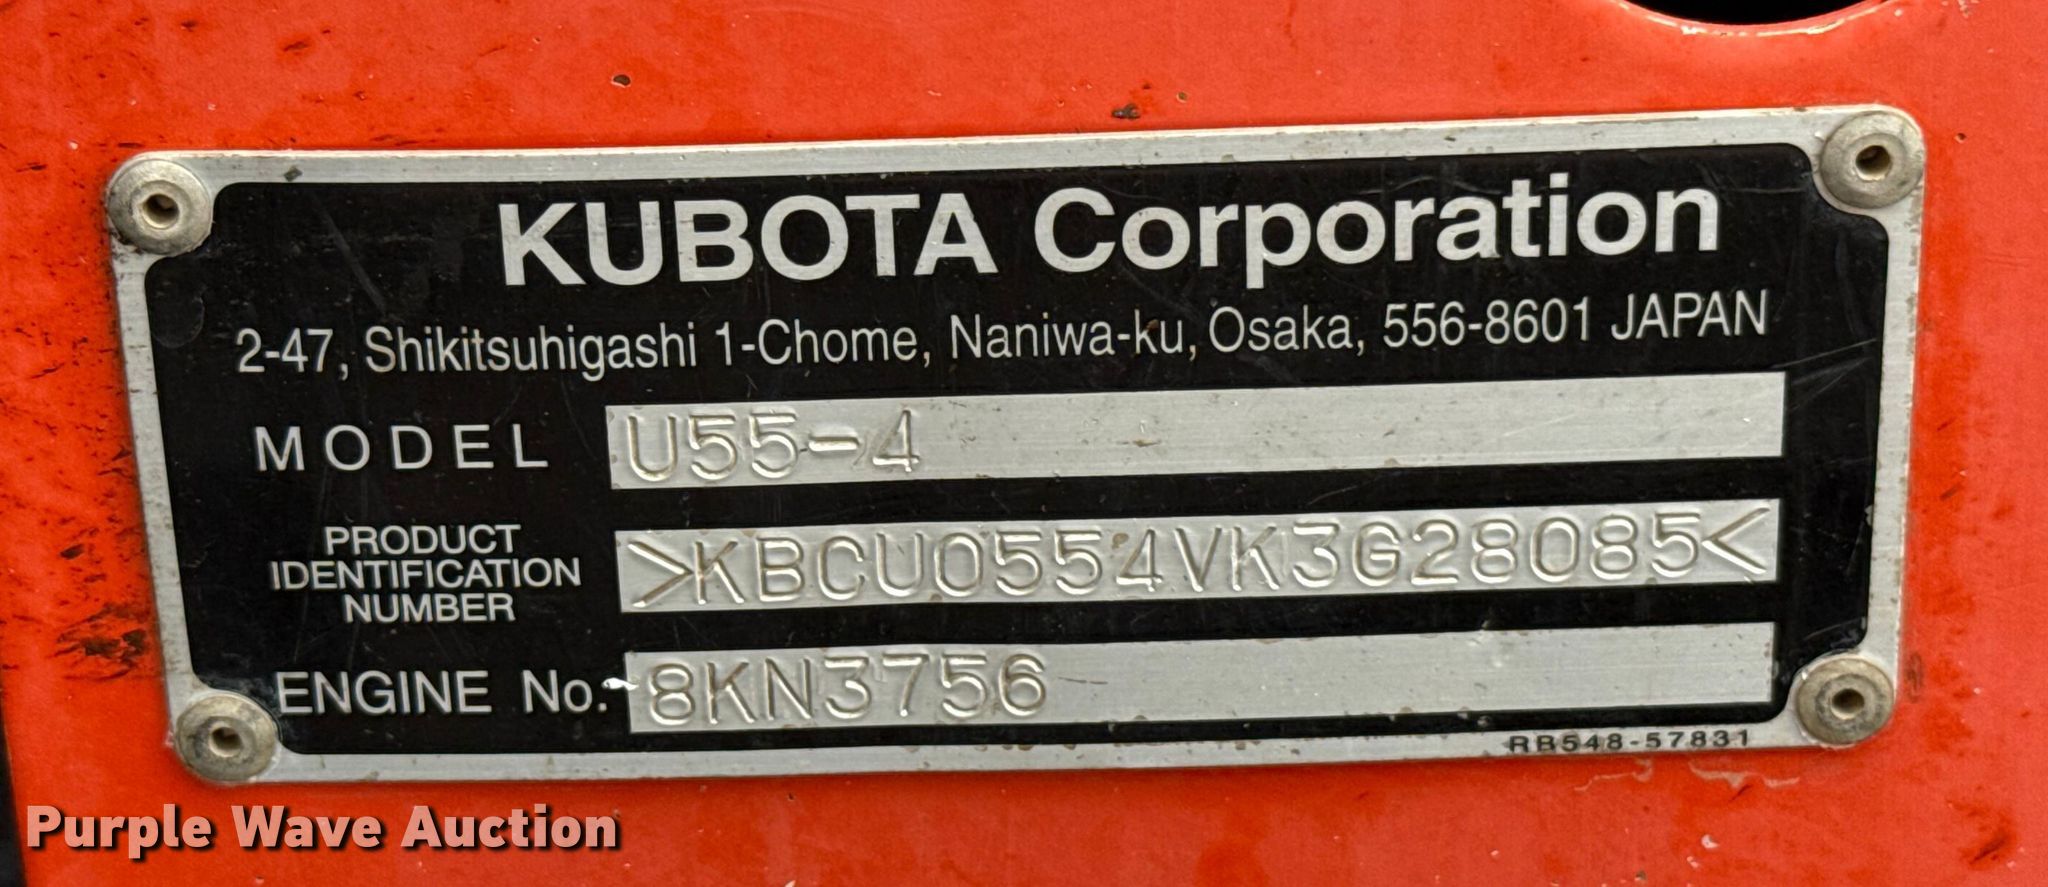 KUBOTA Corporation
2-47, Shikitsuhigashi 1-Chome, Naniwa-ku, Osaka, 556-8601 JAPAN
MODEL U55-4
PRODUCT
IDENTIFICATION
NUMBER
>KBCU0554VK3G28085<
ENGINE No. 8KN3756
RB548-57831
Purple Wave Auction